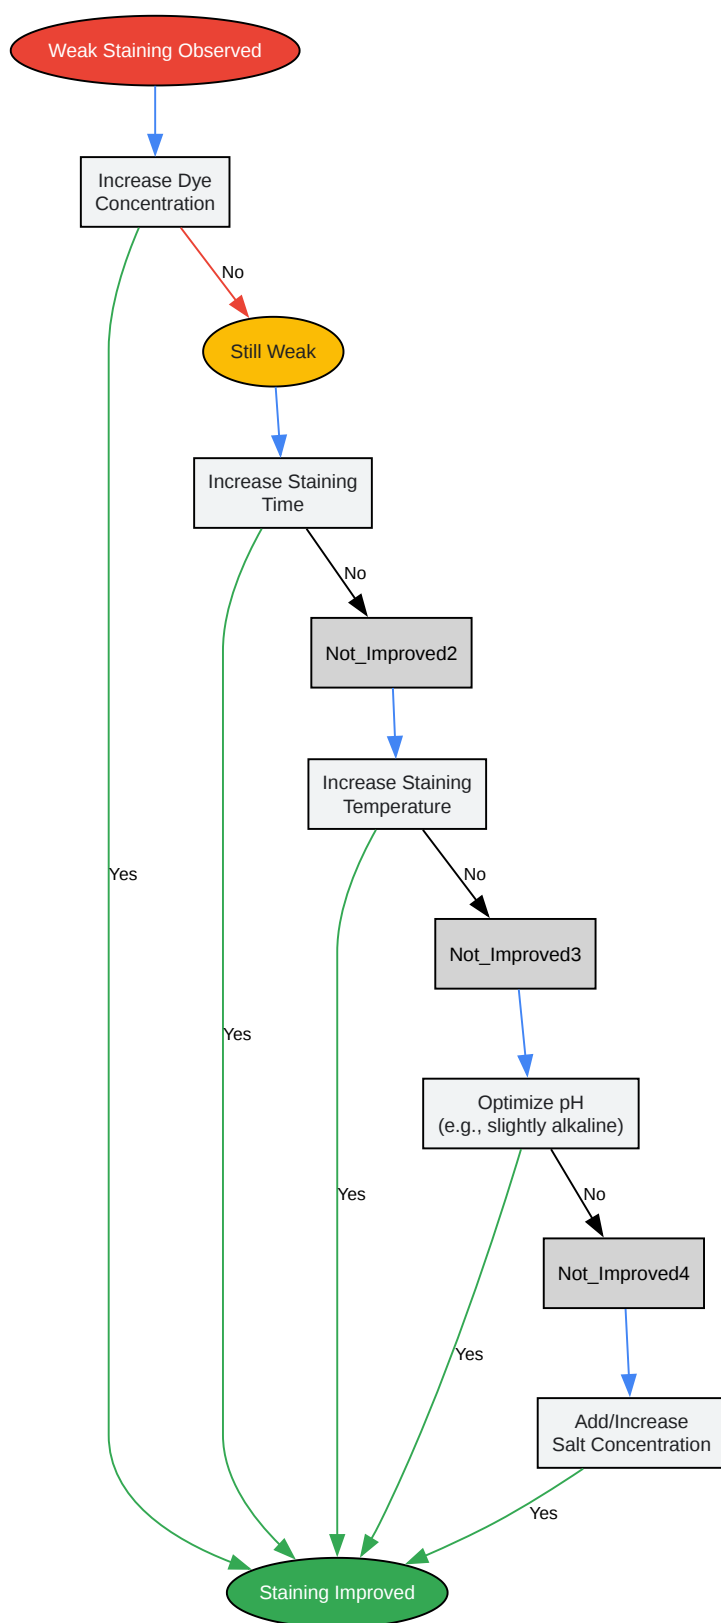 Weak Staining Observed
Increase Dye
Concentration
No
Still Weak
Increase Staining
Time
No
Not_Improved2
Increase Staining
Temperature
Yes
No
Not_Improved3
Yes
Optimize pH
(e.g., slightly alkaline)
Yes
No
Not_Improved4
Yes
Add/Increase
Salt Concentration
Yes
Staining Improved